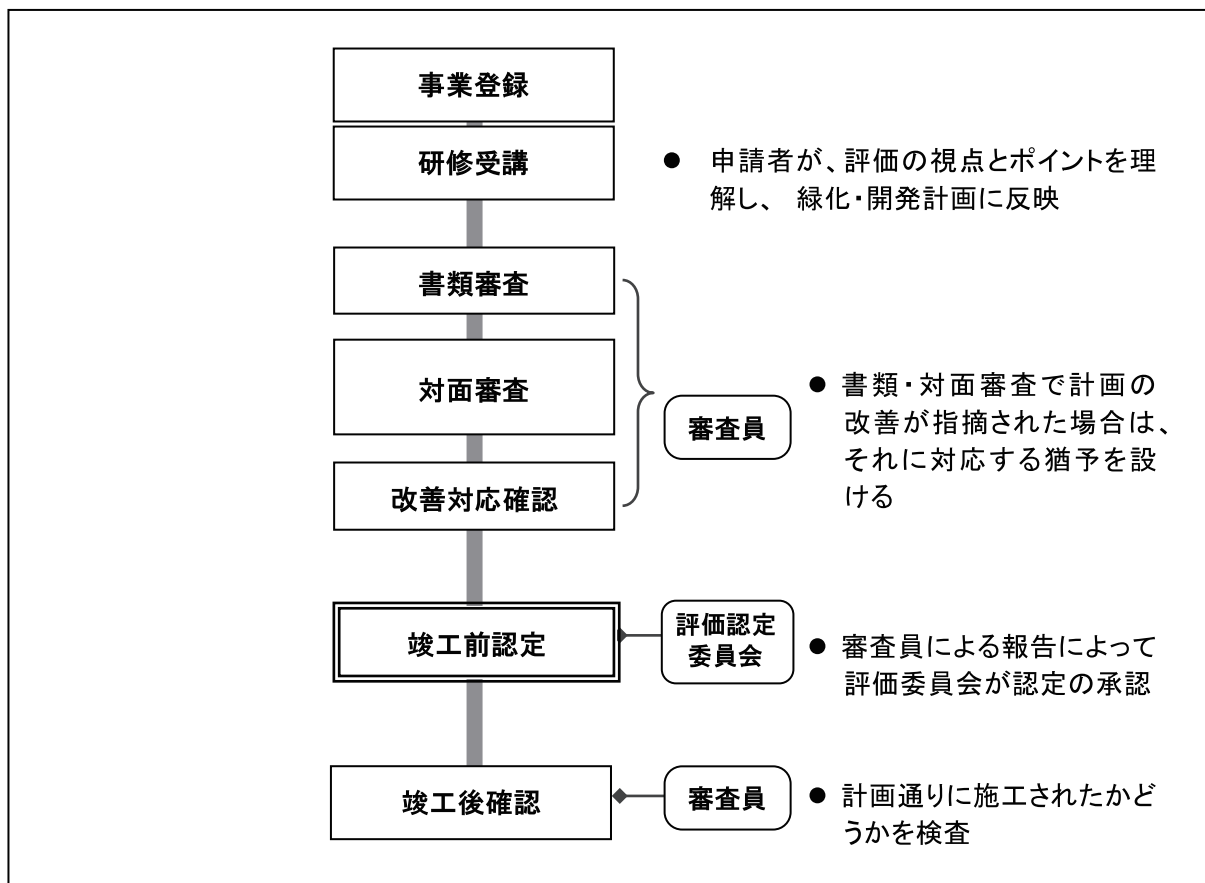 事業登録
研修受講
● 申請者が、評価の視点とポイントを理
解し、 緑化・開発計画に反映
書類審査
対面審査
改善対応確認
審査員
● 書類・対面審査で計画の
改善が指摘された場合は、
それに対応する猶予を設
ける
竣工前認定
評価認定
委員会
● 審査員による報告によって
評価委員会が認定の承認
竣工後確認
審査員
● 計画通りに施工されたかど
うかを検査